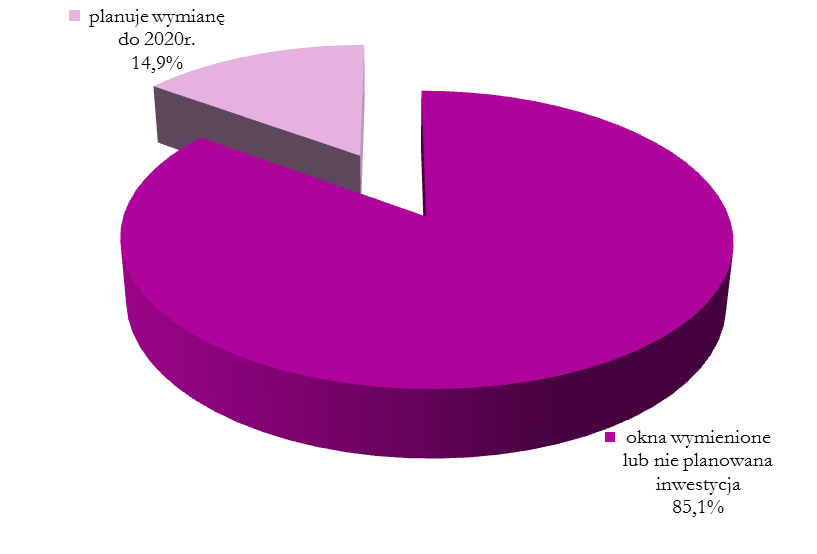 planuje wymianę
do 2020r.
14,9%
okna wymienione
lub nie planowana
inwestycja
85,1%